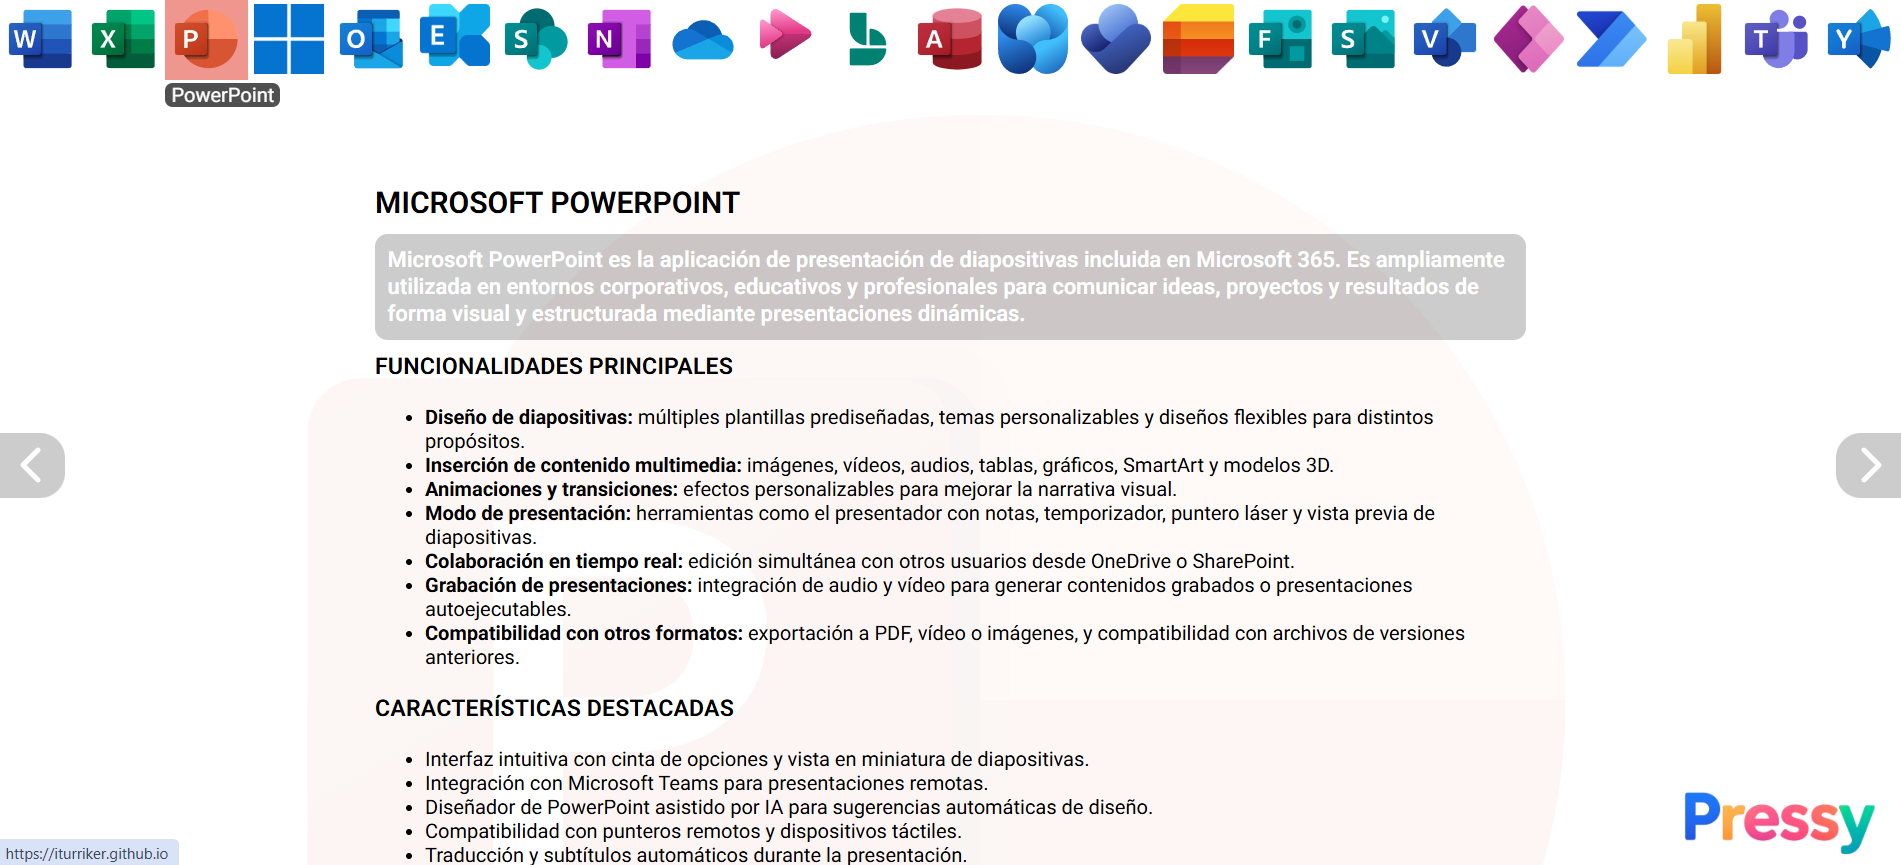 W X P O E S N A F S V T Y
PowerPoint
MICROSOFT POWERPOINT
Microsoft PowerPoint es la aplicación de presentación de diapositivas incluida en Microsoft 365. Es ampliamente
utilizada en entornos corporativos, educativos y profesionales para comunicar ideas, proyectos y resultados de
forma visual y estructurada mediante presentaciones dinámicas.
FUNCIONALIDADES PRINCIPALES
• Diseño de diapositivas: múltiples plantillas prediseñadas, temas personalizables y diseños flexibles para distintos
propósitos.
• Inserción de contenido multimedia: imágenes, vídeos, audios, tablas, gráficos, SmartArt y modelos 3D.
• Animaciones y transiciones: efectos personalizables para mejorar la narrativa visual.
• Modo de presentación: herramientas como el presentador con notas, temporizador, puntero láser y vista previa de
diapositivas.
• Colaboración en tiempo real: edición simultánea con otros usuarios desde OneDrive o SharePoint.
• Grabación de presentaciones: integración de audio y vídeo para generar contenidos grabados o presentaciones
autoejecutables.
• Compatibilidad con otros formatos: exportación a PDF, vídeo o imágenes, y compatibilidad con archivos de versiones
anteriores.
CARACTERÍSTICAS DESTACADAS
• Interfaz intuitiva con cinta de opciones y vista en miniatura de diapositivas.
• Integración con Microsoft Teams para presentaciones remotas.
• Diseñador de PowerPoint asistido por IA para sugerencias automáticas de diseño.
• Compatibilidad con punteros remotos y dispositivos táctiles.
• Traducción y subtítulos automáticos durante la presentación.
Pressy
https://iturriker.github.io